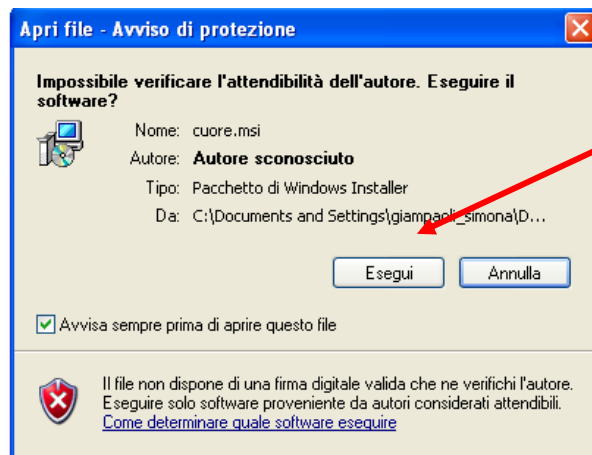 Apri file - Avviso di protezione
Impossibile verificare l'attendibilità dell'autore. Eseguire il
software?
Nome: cuore.msi
Autore: Autore sconosciuto
Tipo: Pacchetto di Windows Installer
Da: C:\Documents and Settings\giampaoli_simona\D...
Esegui Annulla
Avvisa sempre prima di aprire questo file
Il file non dispone di una firma digitale valida che ne verifichi l'autore.
Eseguire solo software proveniente da autori considerati attendibili.
Come determinare quale software eseguire